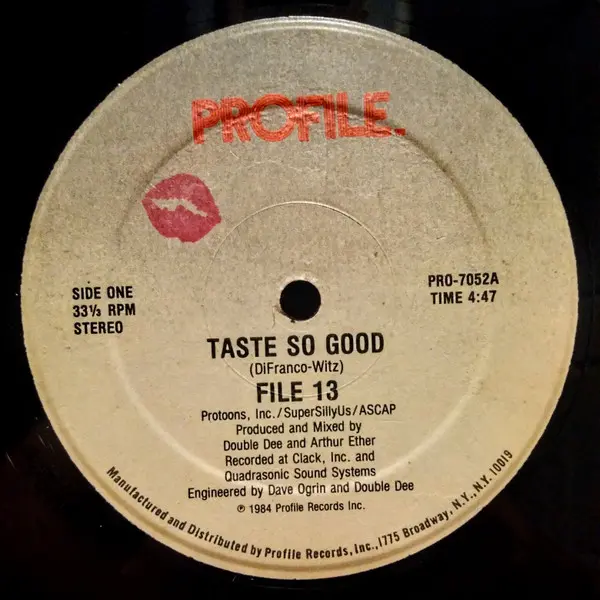 PROFILE.
SIDE ONE
33⅓ RPM
STEREO
PRO-7052A
TIME 4:47
TASTE SO GOOD
(DiFranco-Witz)
FILE 13
Protoons, Inc./SuperSillyUs/ASCAP
Produced and Mixed by
Double Dee and Arthur Ether
Recorded at Clack, Inc. and
Quadrasonic Sound Systems
Engineered by Dave Ogrin and Double Dee
℗ 1984 Profile Records Inc.
Manufactured and Distributed by Profile Records, Inc., 1775 Broadway, N.Y., N.Y. 10019